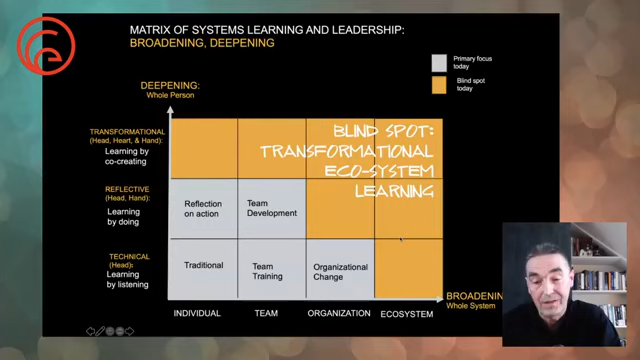 MATRIX OF SYSTEMS LEARNING AND LEADERSHIP:
BROADENING, DEEPENING
Primary focus
today
Blind spot
today
DEEPENING:
Whole Person
TRANSFORMATIONAL
(Head, Heart, & Hand):
Learning by
co-creating
BLIND SPOT:
TRANSFORMATIONAL
ECO-SYSTEM
LEARNING
REFLECTIVE
(Head, Hand)
Learning
by doing
Reflection
on action
Team
Development
TECHNICAL
(Head):
Learning
by listening
Traditional
Team
Training
Organizational
Change
BROADENIN
Whole System
INDIVIDUAL
TEAM
ORGANIZATION
ECOSYSTEM